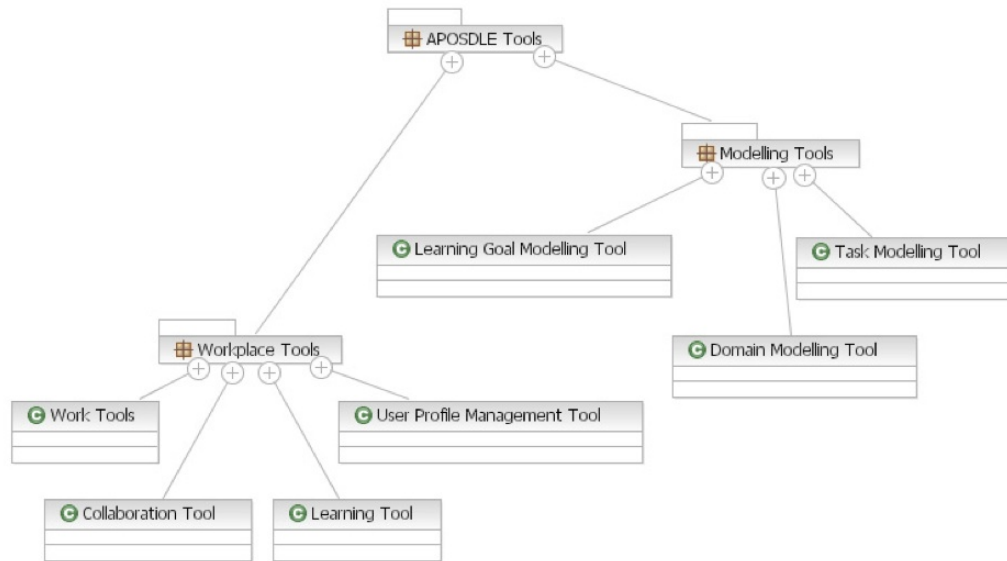 APOSDLE Tools
Modelling Tools
Learning Goal Modelling Tool
Task Modelling Tool
Workplace Tools
Domain Modelling Tool
Work Tools
User Profile Management Tool
Collaboration Tool
Learning Tool